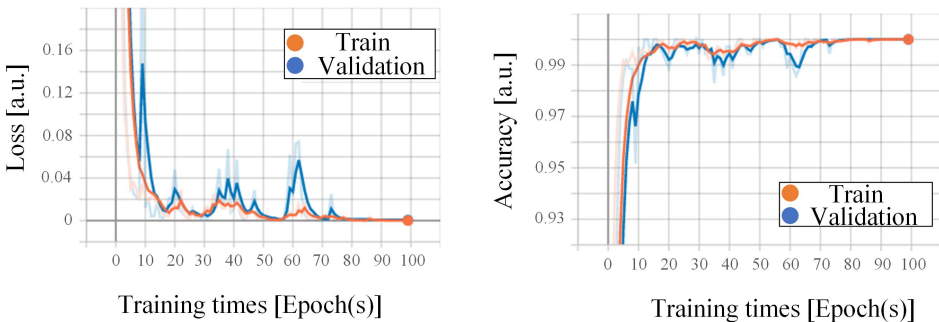 Loss [a.u.]
0.16
0.12
0.08
0.04
0
Train
Validation
0 10 20 30 40 50 60 70 80 90 100
Training times [Epoch(s)]
Accuracy [a.u.]
0.99
0.97
0.95
0.93
Train
Validation
0 10 20 30 40 50 60 70 80 90 100
Training times [Epoch(s)]